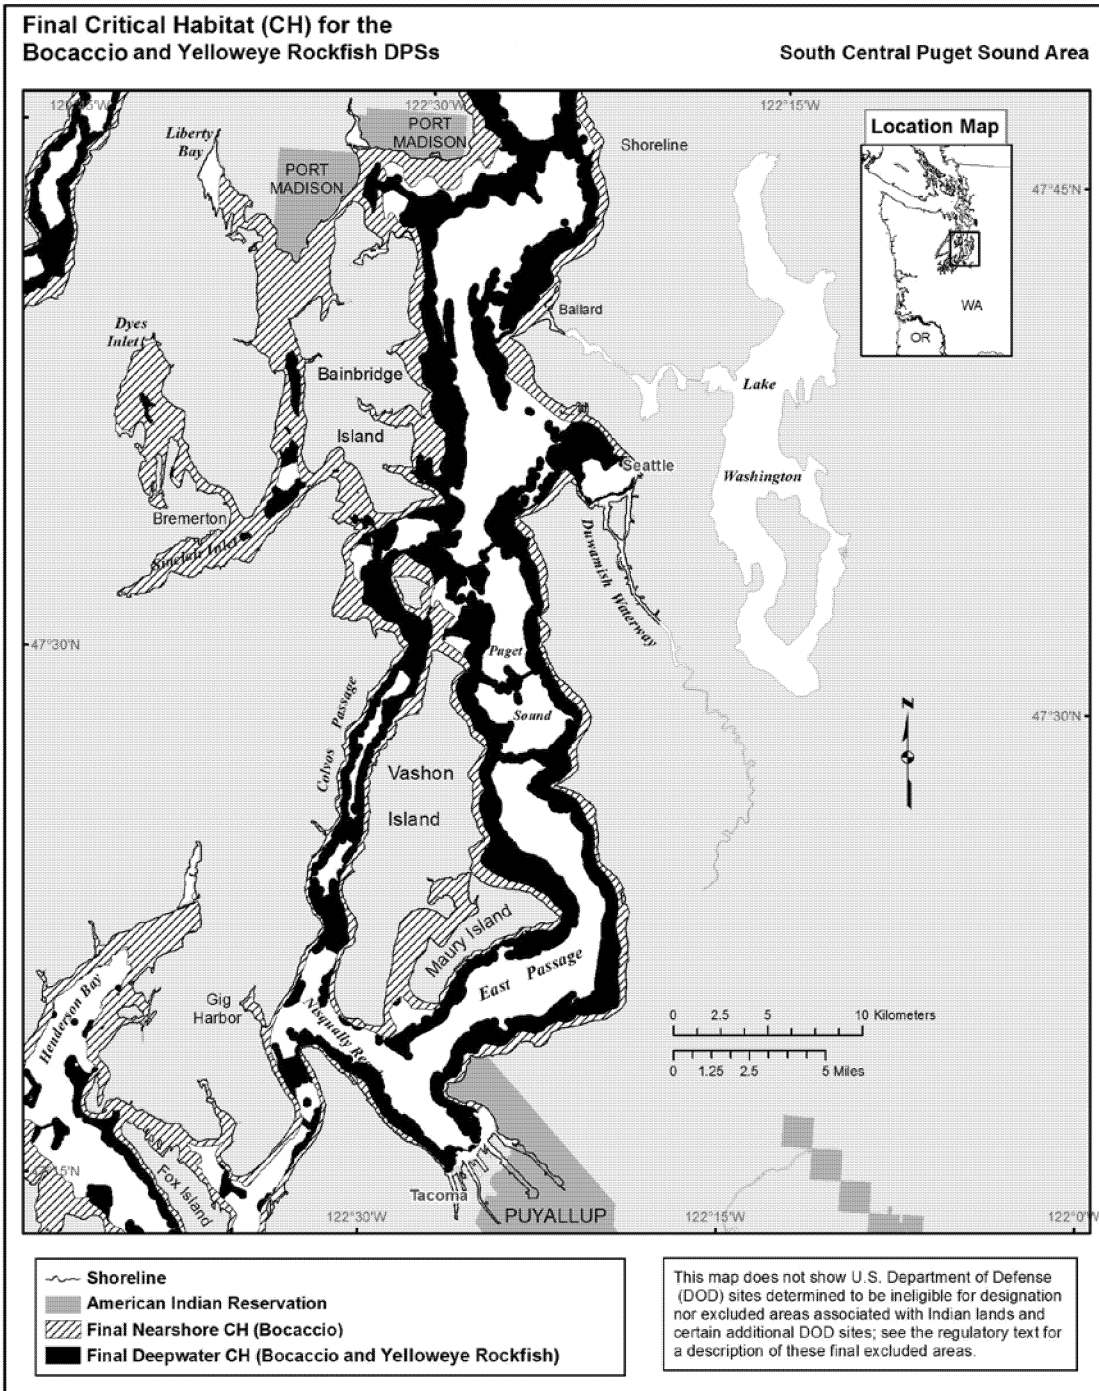 Final Critical Habitat (CH) for the
Bocaccio and Yelloweye Rockfish DPSs
South Central Puget Sound Area
122°30'W
122°15'W
Liberty
Bay
PORT
MADISON
PORT
MADISON
Shoreline
Location Map
WA
OR
47°45'N
Dyes
Inlet
Ballard
Bainbridge
Island
Lake
Washington
Seattle
Bremerton
Sinclair Inlet
Duwamish Waterway
47°30'N
Puget
Sound
47°30'N
Z
Colvos Passage
Vashon
Island
Maury Island
East Passage
Henderson Bay
Gig
Harbor
Nisqually
0 2.5 5 10 Kilometers
0 1.25 2.5 5 Miles
Fox Island
Tacoma
PUYALLUP
122°30'W
122°15'W
122°0'W
Shoreline
American Indian Reservation
Final Nearshore CH (Bocaccio)
Final Deepwater CH (Bocaccio and Yelloweye Rockfish)
This map does not show U.S. Department of Defense
(DOD) sites determined to be ineligible for designation
nor excluded areas associated with Indian lands and
certain additional DOD sites; see the regulatory text for
a description of these final excluded areas.